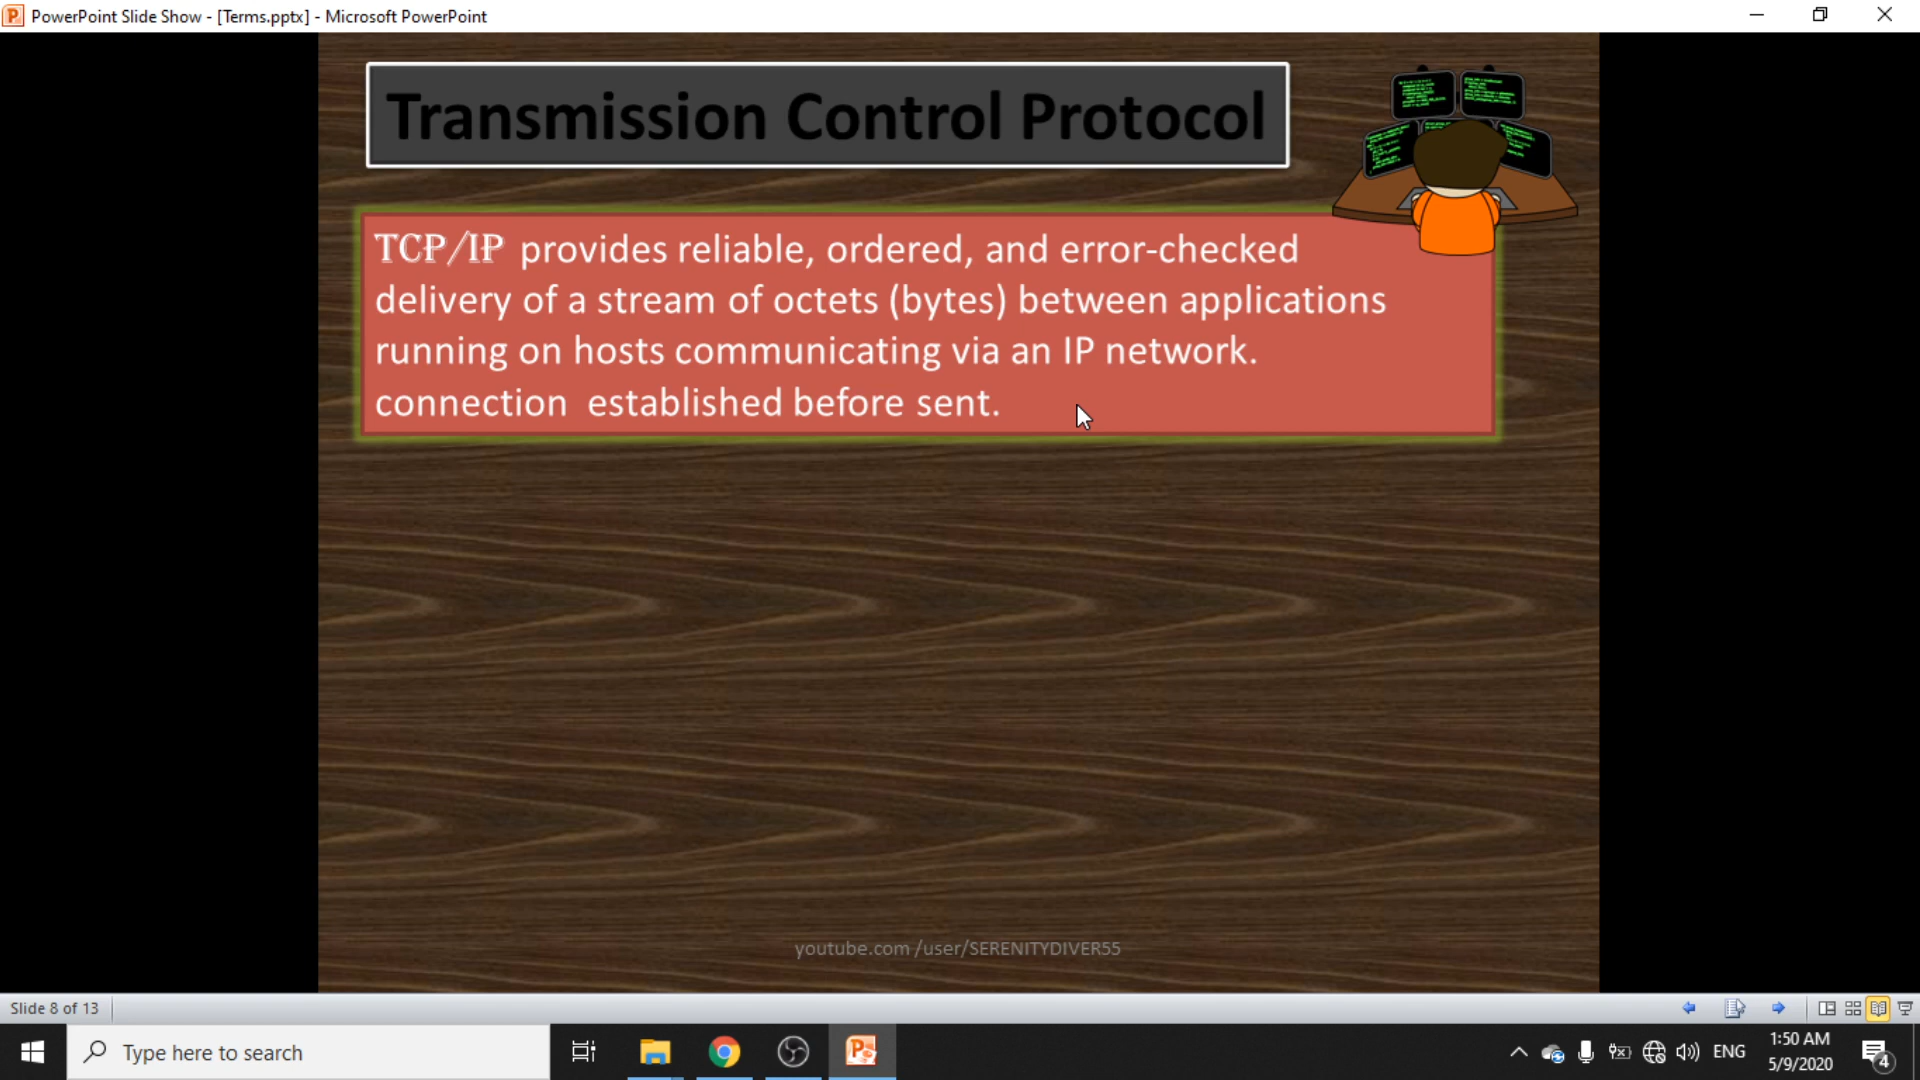 PowerPoint Slide Show - [Terms.pptx] - Microsoft PowerPoint
Transmission Control Protocol
TCP/IP provides reliable, ordered, and error-checked
delivery of a stream of octets (bytes) between applications
running on hosts communicating via an IP network.
connection established before sent.
youtube.com /user/SERENITYDIVER55
Slide 8 of 13
Type here to search
ENG
1:50 AM
5/9/2020
4